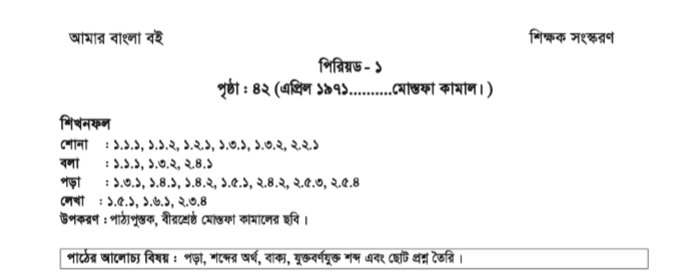 আমার বাংলা বই
শিক্ষক সংস্করণ
পিরিয়ড - ১
পৃষ্ঠা : ৪২ (এপ্রিল ১৯৭১..........মোস্তফা কামাল।)
শিখনফল
শোনা : ১.১.১, ১.১.২, ১.২.১, ১.৩.১, ১.৩.২, ২.২.১
বলা : ১.১.১, ১.৩.২, ২.৪.১
পড়া : ১.৩.১, ১.৪.১, ১.৪.২, ১.৫.১, ২.৪.২, ২.৫.৩, ২.৫.৪
লেখা : ১.৫.১, ১.৬.১, ২.৩.৪
উপকরণ : পাঠ্যপুস্তক, বীরশ্রেষ্ঠ মোস্তফা কামালের ছবি।
পাঠের আলোচ্য বিষয় : পড়া, শব্দের অর্থ, বাক্য, যুক্তবর্ণযুক্ত শব্দ এবং ছোট প্রশ্ন তৈরি।